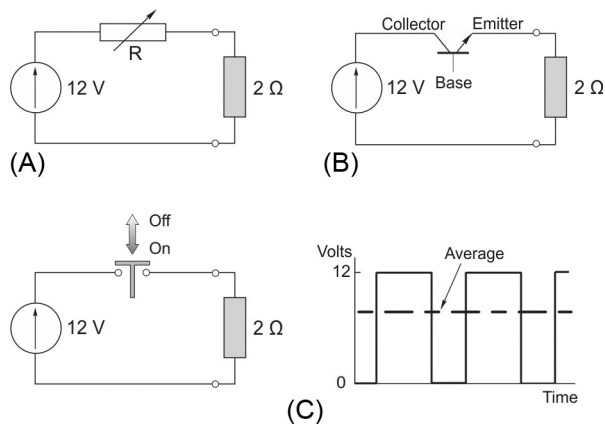 R
12 V
2 Ω
(A)
Collector
Emitter
Base
12 V
2 Ω
(B)
Off
On
12 V
2 Ω
Volts
12
Average
0
Time
(C)